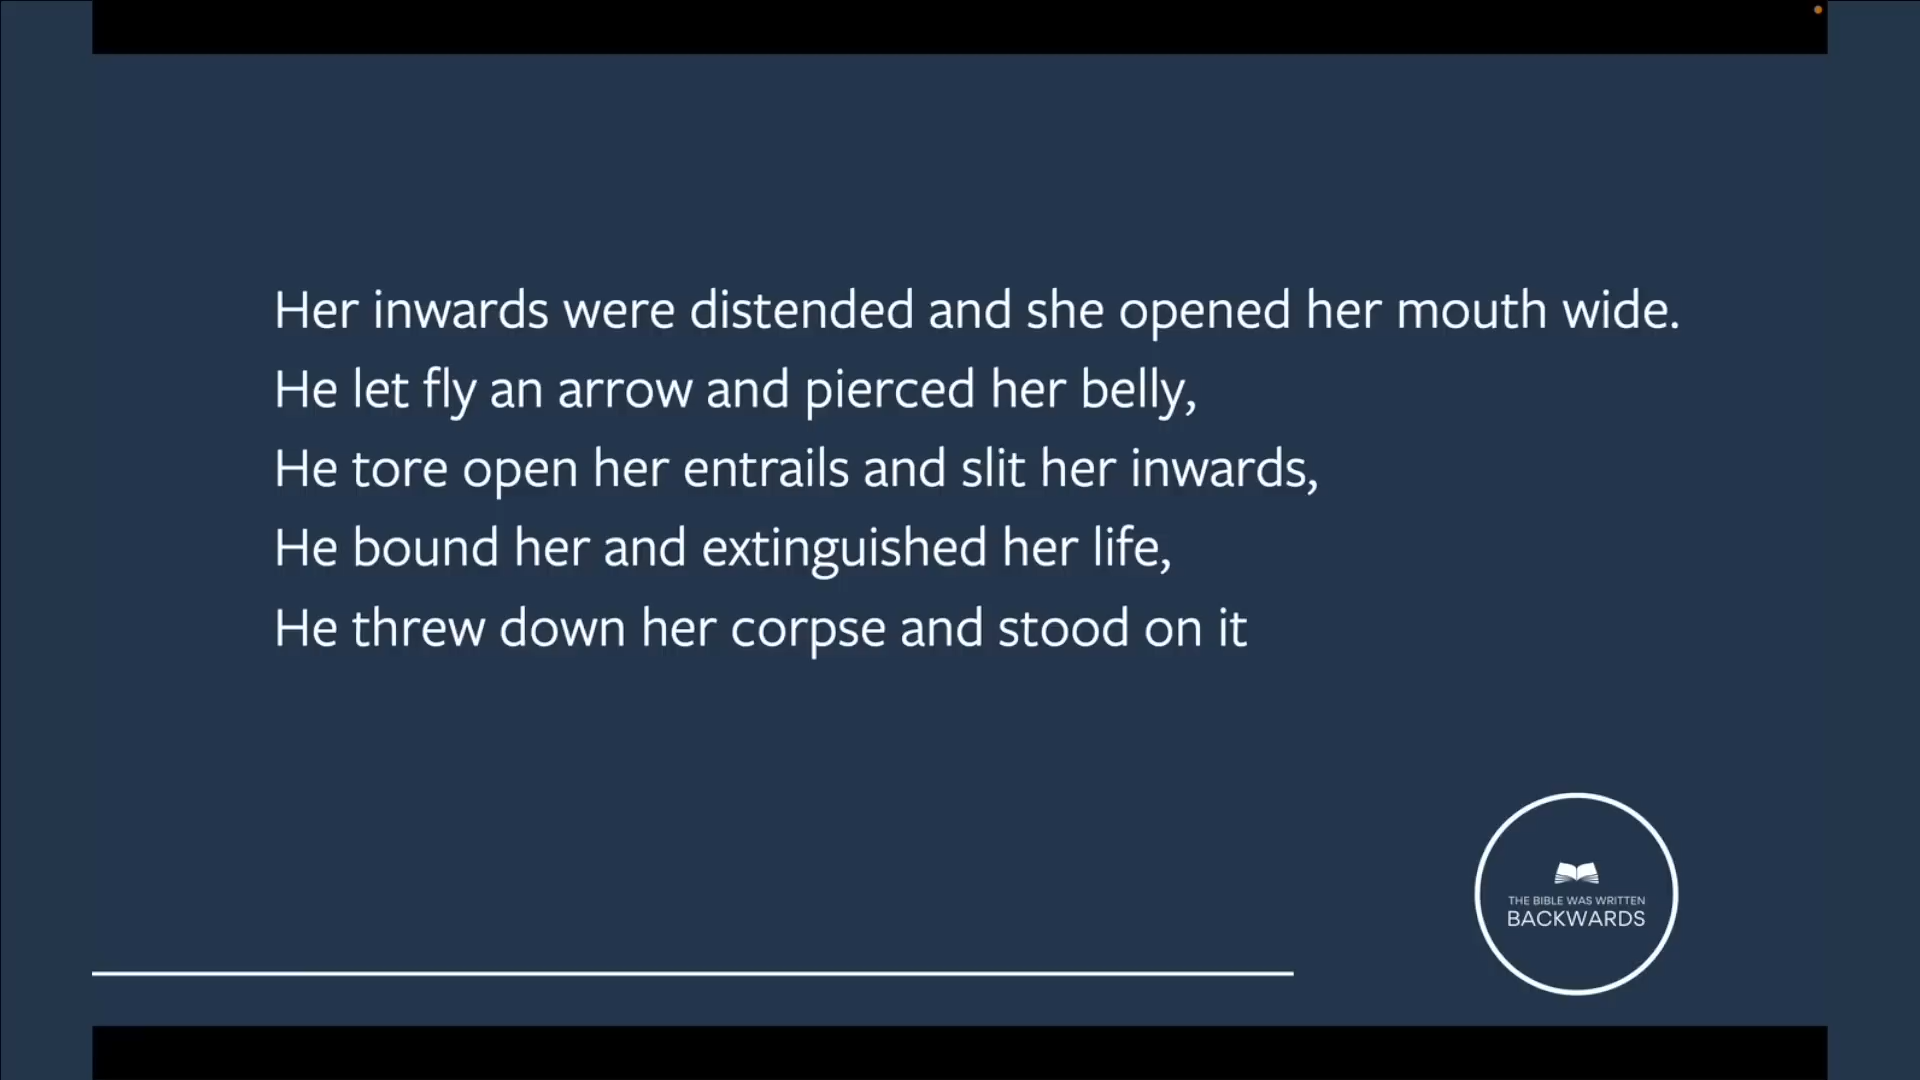 Her inwards were distended and she opened her mouth wide.
He let fly an arrow and pierced her belly,
He tore open her entrails and slit her inwards,
He bound her and extinguished her life,
He threw down her corpse and stood on it
THE BIBLE WAS WRITTEN
BACKWARDS